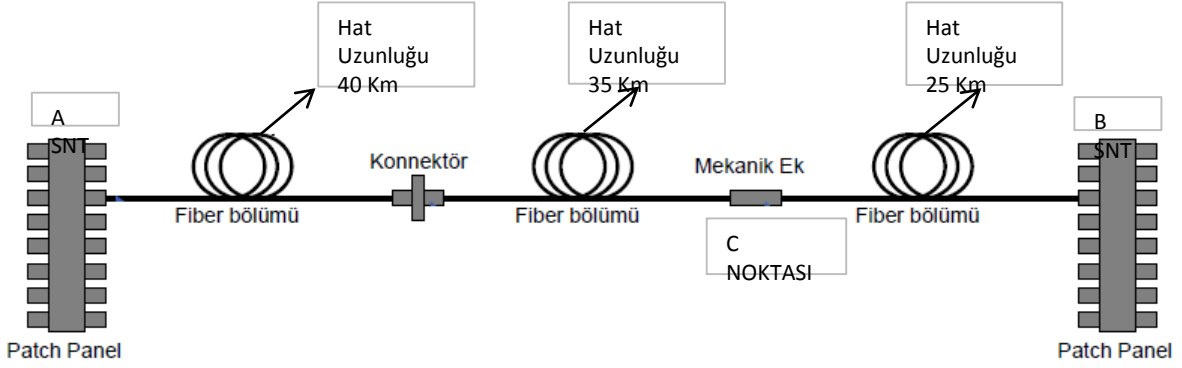 Hat
Uzunluğu
40 Km
Hat
Uzunluğu
35 Km
Hat
Uzunluğu
25 Km
A
SNT
B
SNT
Konnektör
Mekanik Ek
Fiber bölümü
Fiber bölümü
Fiber bölümü
C
NOKTASI
Patch Panel
Patch Panel